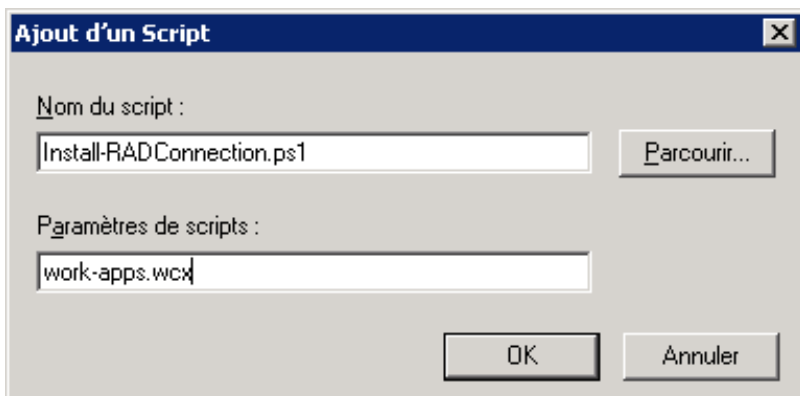 Ajout d'un Script
Nom du script :
Install-RADConnection.ps1
Parcourir...
Paramètres de scripts :
work-apps.wcx
OK
Annuler